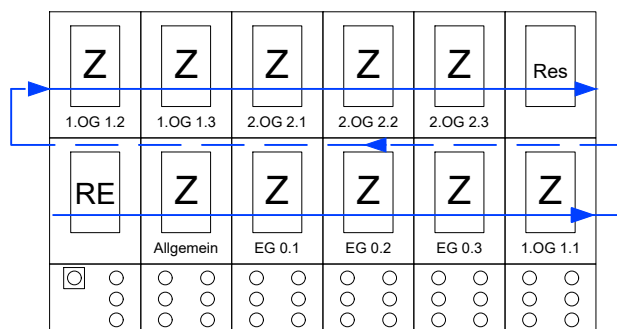 Z Z Z Z Z Res
1.OG 1.2 1.OG 1.3 2.OG 2.1 2.OG 2.2 2.OG 2.3
RE Z Z Z Z Z
Allgemein EG 0.1 EG 0.2 EG 0.3 1.OG 1.1